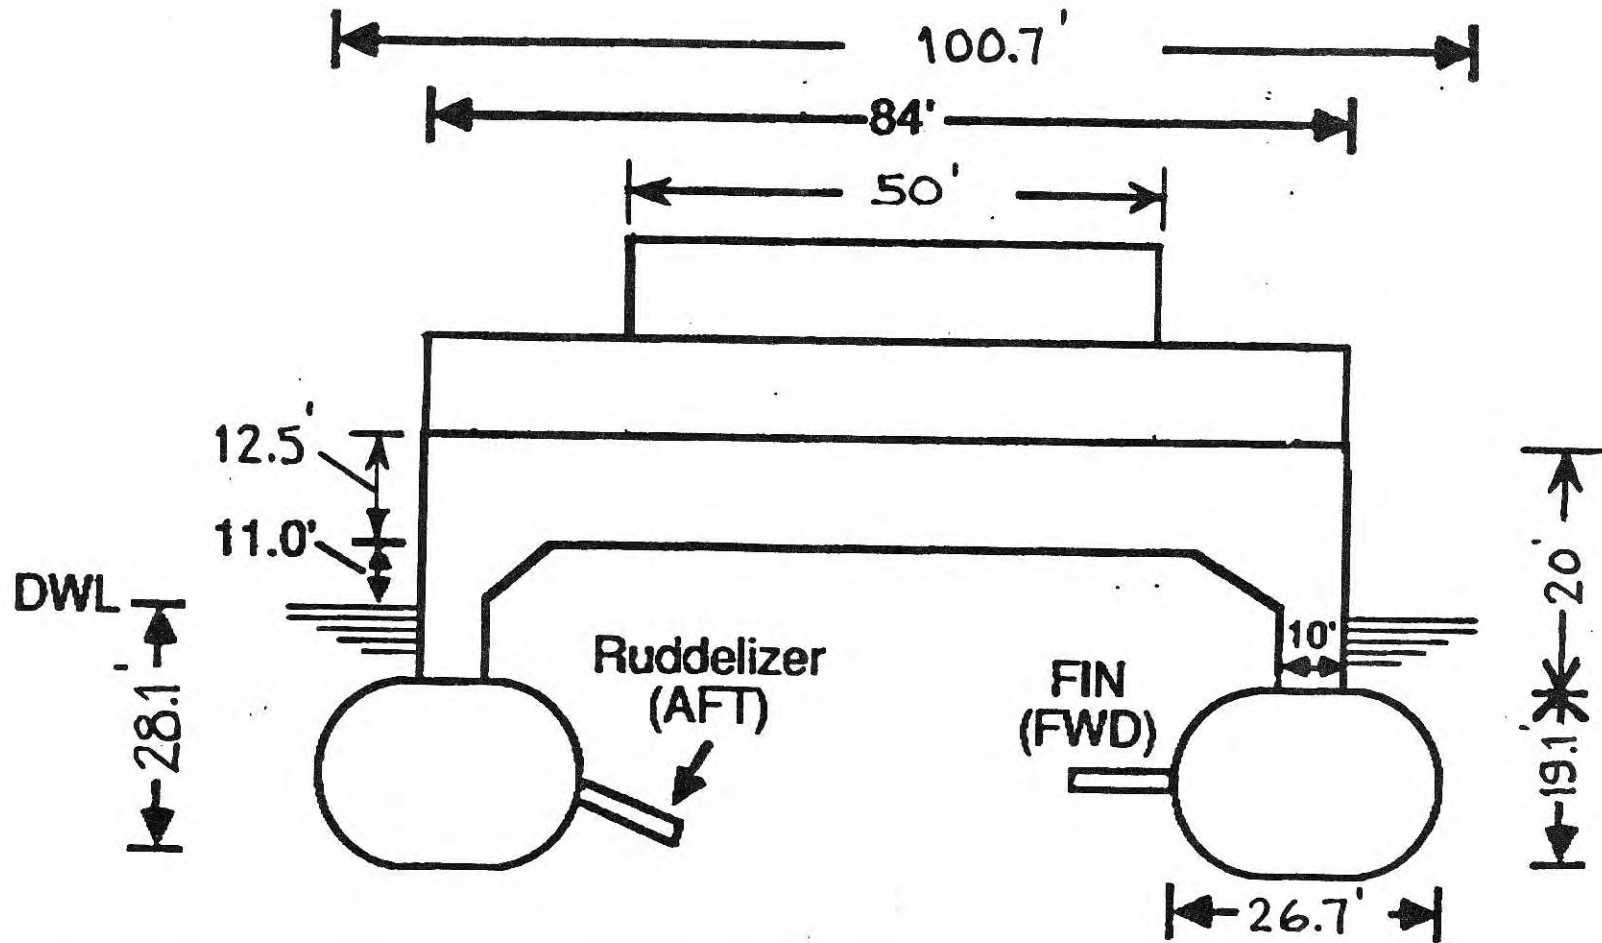 100.7'
84'
50'
12.5'
11.0'
DWL
28.1'
Ruddelizer
(AFT)
FIN
(FWD)
10'
20'
19.1'
26.7'